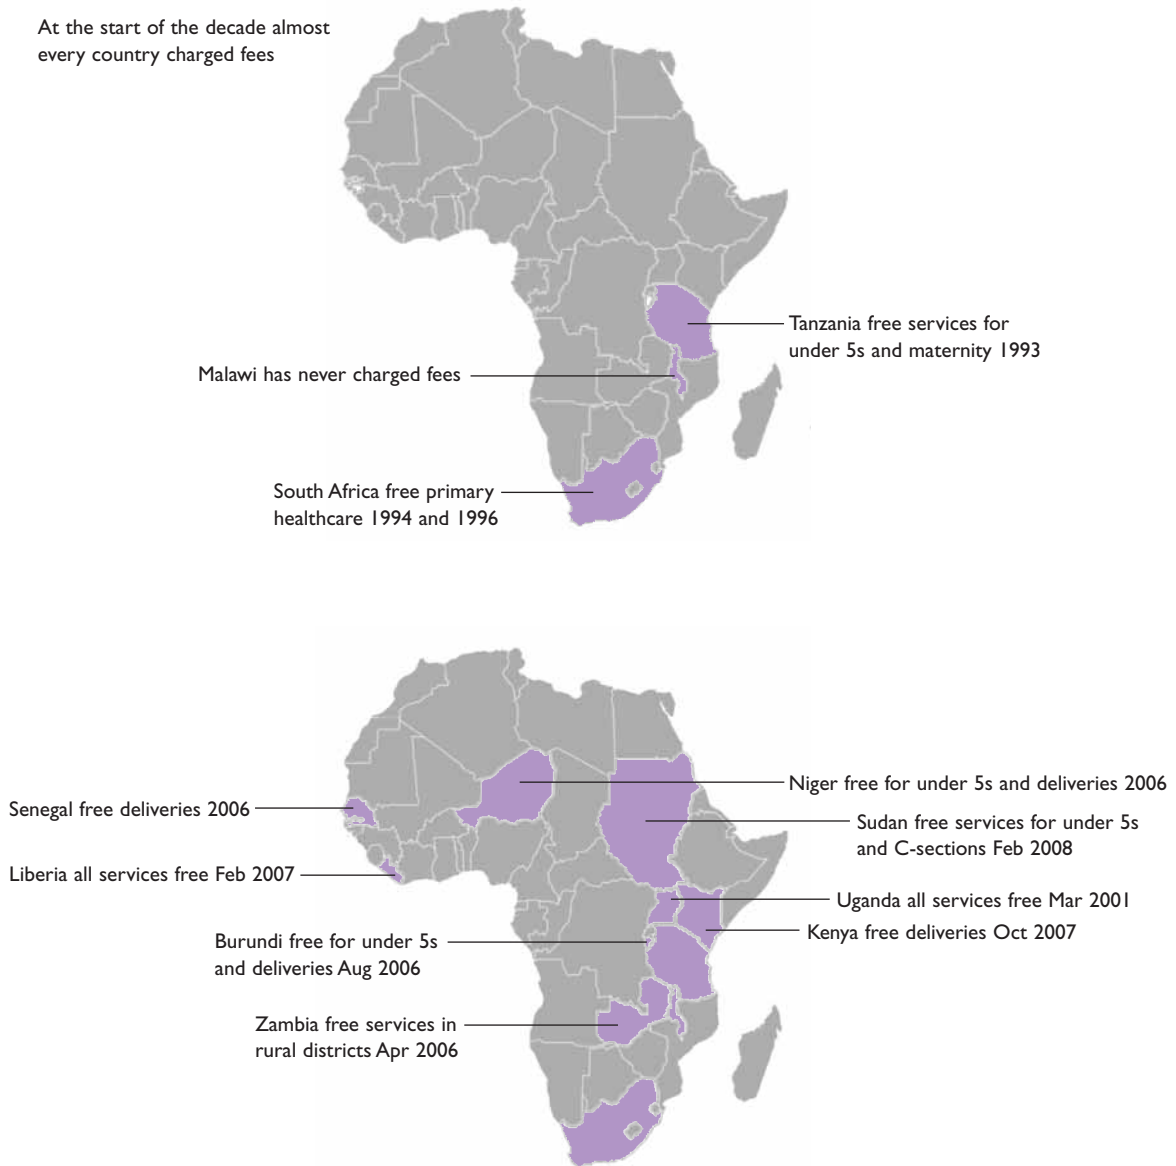 At the start of the decade almost
every country charged fees
Tanzania free services for
under 5s and maternity 1993
Malawi has never charged fees
South Africa free primary
healthcare 1994 and 1996
Niger free for under 5s and deliveries 2006
Senegal free deliveries 2006
Sudan free services for under 5s
and C-sections Feb 2008
Liberia all services free Feb 2007
Uganda all services free Mar 2001
Kenya free deliveries Oct 2007
Burundi free for under 5s
and deliveries Aug 2006
Zambia free services in
rural districts Apr 2006